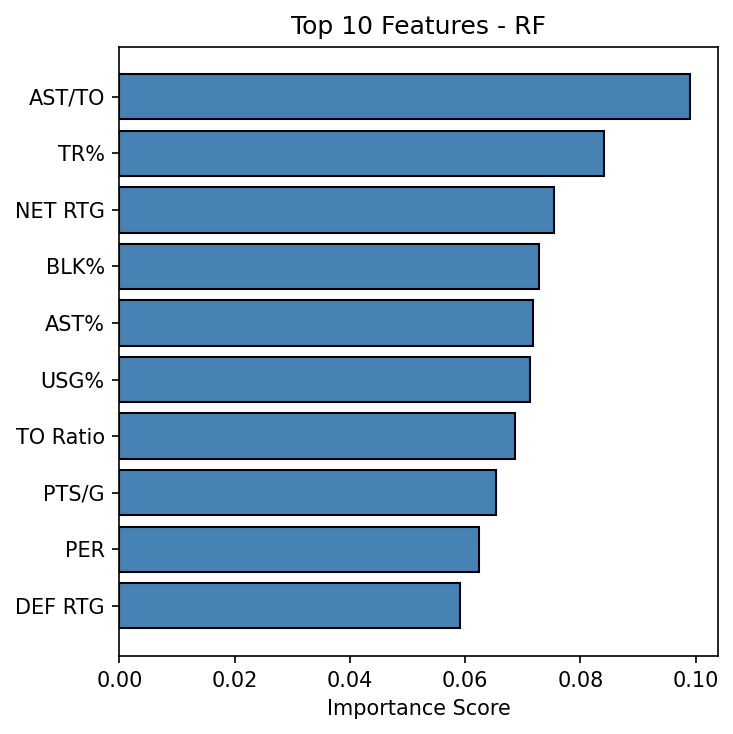 Top 10 Features - RF
AST/TO
TR%
NET RTG
BLK%
AST%
USG%
TO Ratio
PTS/G
PER
DEF RTG
0.00 0.02 0.04 0.06 0.08 0.10
Importance Score